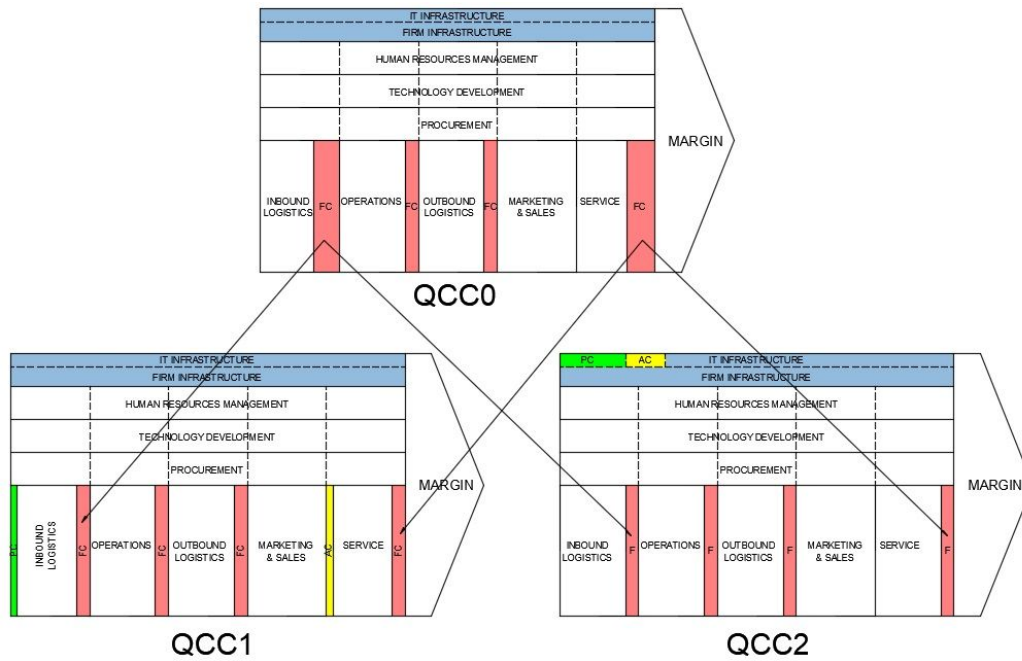 IT INFRASTRUCTURE
FIRM INFRASTRUCTURE
HUMAN RESOURCES MANAGEMENT
TECHNOLOGY DEVELOPMENT
PROCUREMENT
MARGIN
INBOUND
LOGISTICS
FC
OPERATIONS
FC
OUTBOUND
LOGISTICS
FC
MARKETING
& SALES
SERVICE
FC
QCC0
IT INFRASTRUCTURE
FIRM INFRASTRUCTURE
HUMAN RESOURCES MANAGEMENT
TECHNOLOGY DEVELOPMENT
PROCUREMENT
MARGIN
PC
INBOUND
LOGISTICS
FC
OPERATIONS
FC
OUTBOUND
LOGISTICS
FC
MARKETING
& SALES
AC
SERVICE
FC
QCC1
PC
AC
IT INFRASTRUCTURE
FIRM INFRASTRUCTURE
HUMAN RESOURCES MANAGEMENT
TECHNOLOGY DEVELOPMENT
PROCUREMENT
MARGIN
INBOUND
LOGISTICS
F
OPERATIONS
F
OUTBOUND
LOGISTICS
F
MARKETING
& SALES
SERVICE
F
QCC2